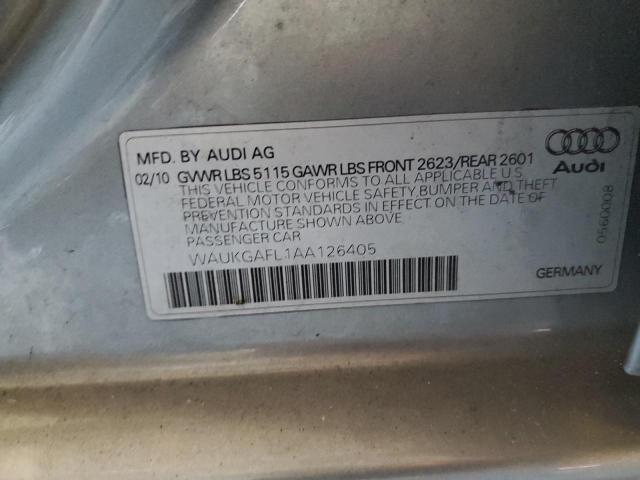 MFD. BY AUDI AG
02/10 GVWR LBS 5115 GAWR LBS FRONT 2623/REAR 2601
THIS VEHICLE CONFORMS TO ALL APPLICABLE U.S.
FEDERAL MOTOR VEHICLE SAFETY,BUMPER AND THEFT
PREVENTION STANDARDS IN EFFECT ON THE DATE OF
MANUFACTURE SHOWN ABOVE
PASSENGER CAR
WAUKGAFL1AA126405
Audi
0560008
GERMANY